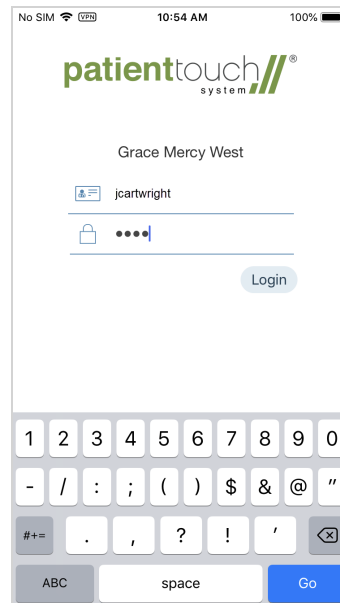 No SIM VPN 10:54 AM 100%
patienttouch®
system
Grace Mercy West
jcartwright
••••
Login
1 2 3 4 5 6 7 8 9 0
- / : ; ( ) $ & @ "
#+= . , ? ! '
ABC space Go